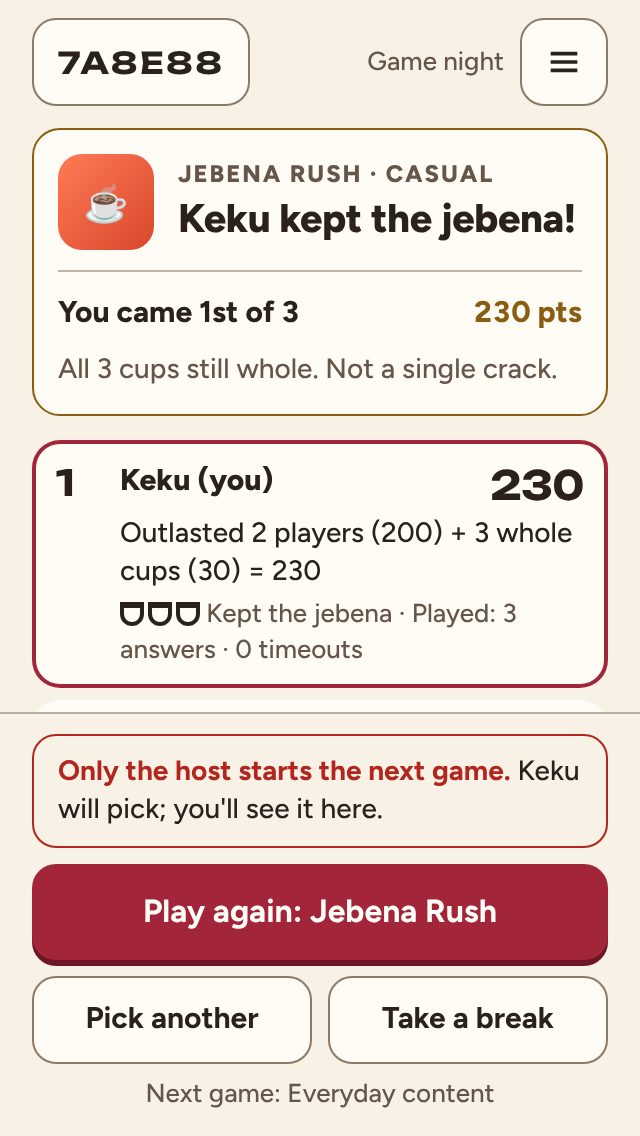 7A8E88
Game night
JEBENA RUSH · CASUAL
Keku kept the jebena!
You came 1st of 3
230 pts
All 3 cups still whole. Not a single crack.
1
Keku (you)
230
Outlasted 2 players (200) + 3 whole
cups (30) = 230
Kept the jebena · Played: 3
answers · 0 timeouts
Only the host starts the next game. Keku
will pick; you'll see it here.
Play again: Jebena Rush
Pick another
Take a break
Next game: Everyday content